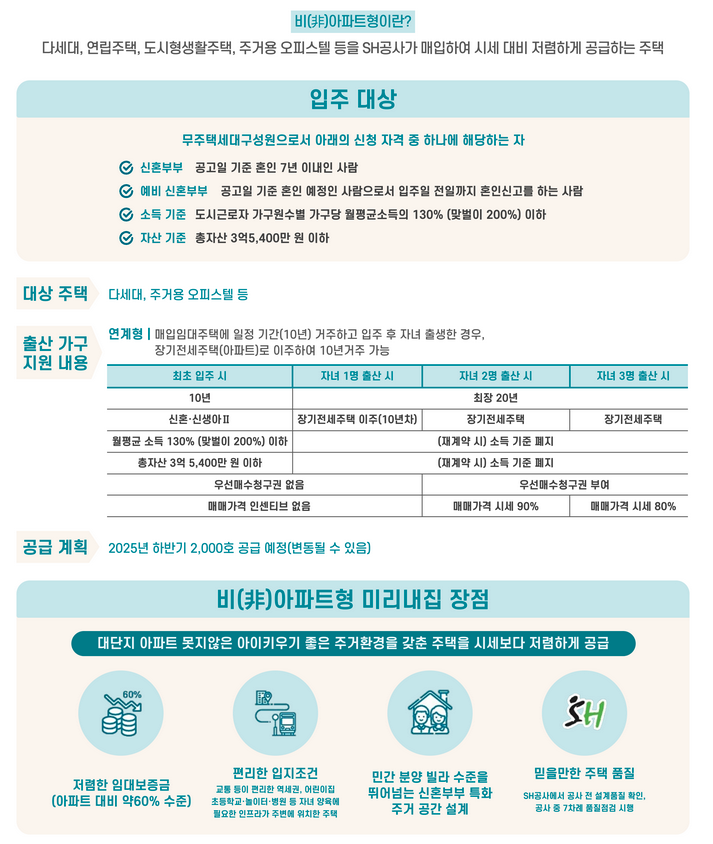 비(非)아파트형이란?
다세대, 연립주택, 도시형생활주택, 주거용 오피스텔 등을 SH공사가 매입하여 시세 대비 저렴하게 공급하는 주택
입주 대상
무주택세대구성원으로서 아래의 신청 자격 중 하나에 해당하는 자
신혼부부 공고일 기준 혼인 7년 이내인 사람
예비 신혼부부 공고일 기준 혼인 예정인 사람으로서 입주일 전일까지 혼인신고를 하는 사람
소득 기준 도시근로자 가구원수별 가구당 월평균소득의 130% (맞벌이 200%) 이하
자산 기준 총자산 3억5,400만 원 이하
대상 주택 다세대, 주거용 오피스텔 등
출산 가구
지원 내용
연계형 | 매입임대주택에 일정 기간(10년) 거주하고 입주 후 자녀 출생한 경우,
장기전세주택(아파트)로 이주하여 10년거주 가능
최초 입주 시 자녀 1명 출산 시 자녀 2명 출산 시 자녀 3명 출산 시
10년 최장 20년
신혼·신생아Ⅱ 장기전세주택 이주(10년차) 장기전세주택 장기전세주택
월평균 소득 130% (맞벌이 200%) 이하 (재계약 시) 소득 기준 폐지
총자산 3억 5,400만 원 이하 (재계약 시) 소득 기준 폐지
우선매수청구권 없음 우선매수청구권 부여
매매가격 인센티브 없음 매매가격 시세 90% 매매가격 시세 80%
공급 계획 2025년 하반기 2,000호 공급 예정(변동될 수 있음)
비(非)아파트형 미리내집 장점
대단지 아파트 못지않은 아이키우기 좋은 주거환경을 갖춘 주택을 시세보다 저렴하게 공급
60%
저렴한 임대보증금
(아파트 대비 약60% 수준)
편리한 입지조건
교통 등이 편리한 역세권, 어린이집
초등학교·놀이터·병원 등 자녀 양육에
필요한 인프라가 주변에 위치한 주택
민간 분양 빌라 수준을
뛰어넘는 신혼부부 특화
주거 공간 설계
SH
믿을만한 주택 품질
SH공사에서 공사 전 설계품질 확인,
공사 중 7차례 품질점검 시행